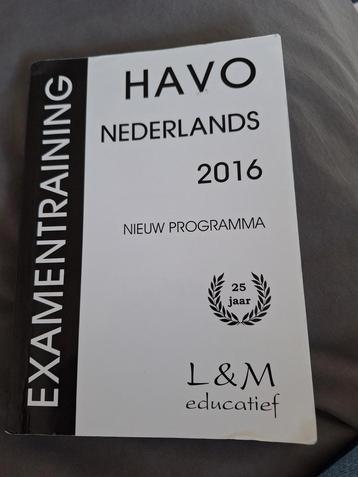 EXAMENTRAINING
HAVO
NEDERLANDS
2016
NIEUW PROGRAMMA
25
jaar
L & M
educatief